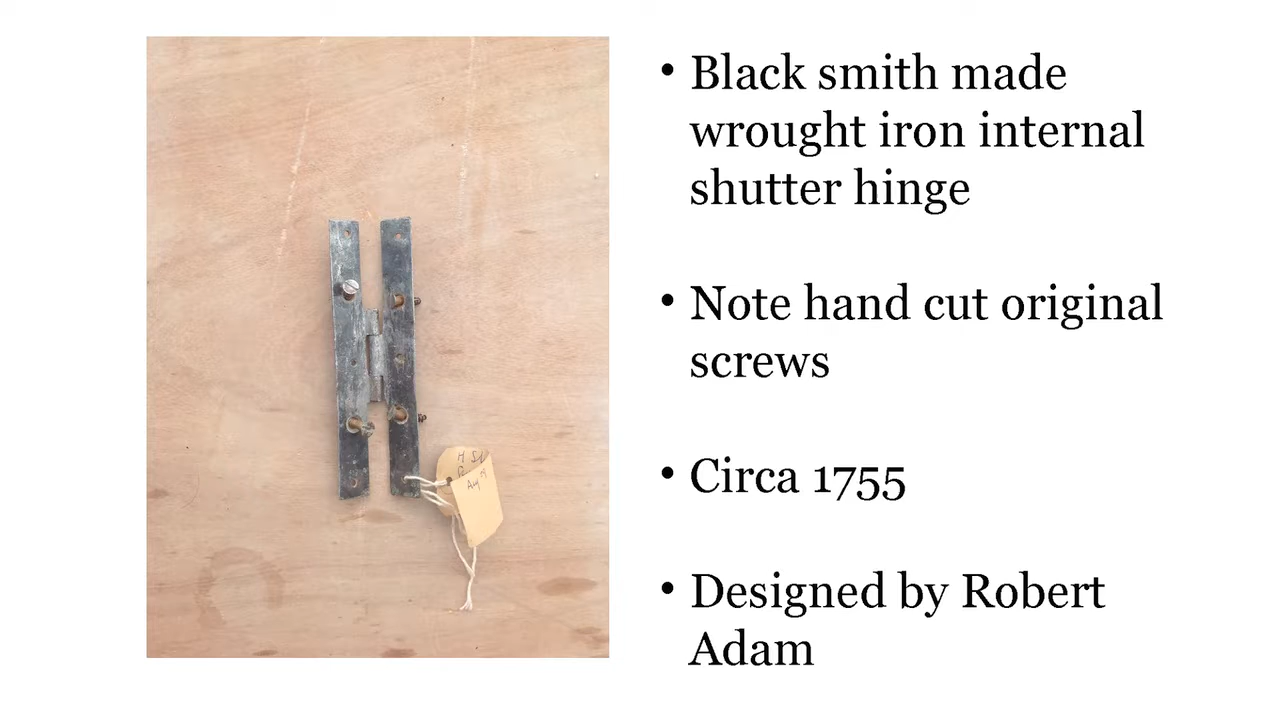 • Black smith made
wrought iron internal
shutter hinge
• Note hand cut original
screws
• Circa 1755
• Designed by Robert
Adam
H
Aug